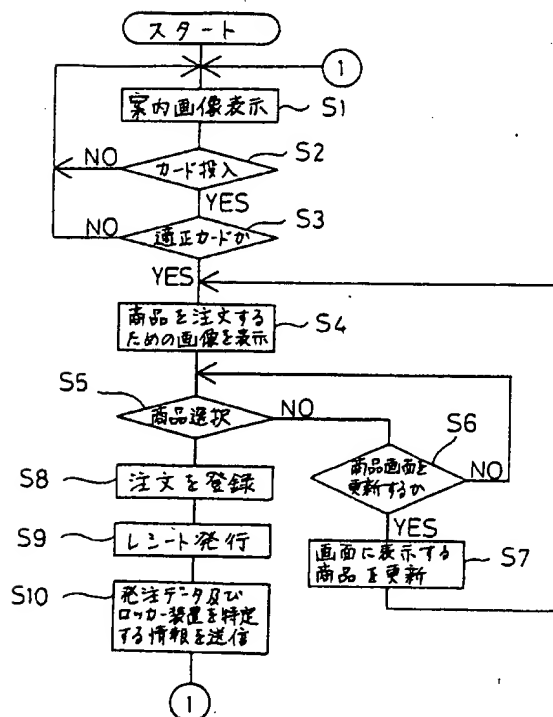 スタート
1
案内画像表示
S1
カード投入
S2
NO
YES
適正カードか
S3
NO
YES
商品を注文する
ための画像を表示
S4
S5
商品選択
NO
S6
商品画面を
更新するか
NO
YES
S8
注文を登録
S9
レシート発行
画面に表示する
商品を更新
S7
S10
発注データ及び
ロッカー装置を特定
する情報を送信
1